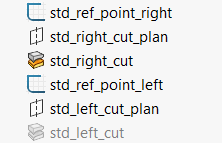 std_ref_point_right
std_right_cut_plan
std_right_cut
std_ref_point_left
std_left_cut_plan
std_left_cut